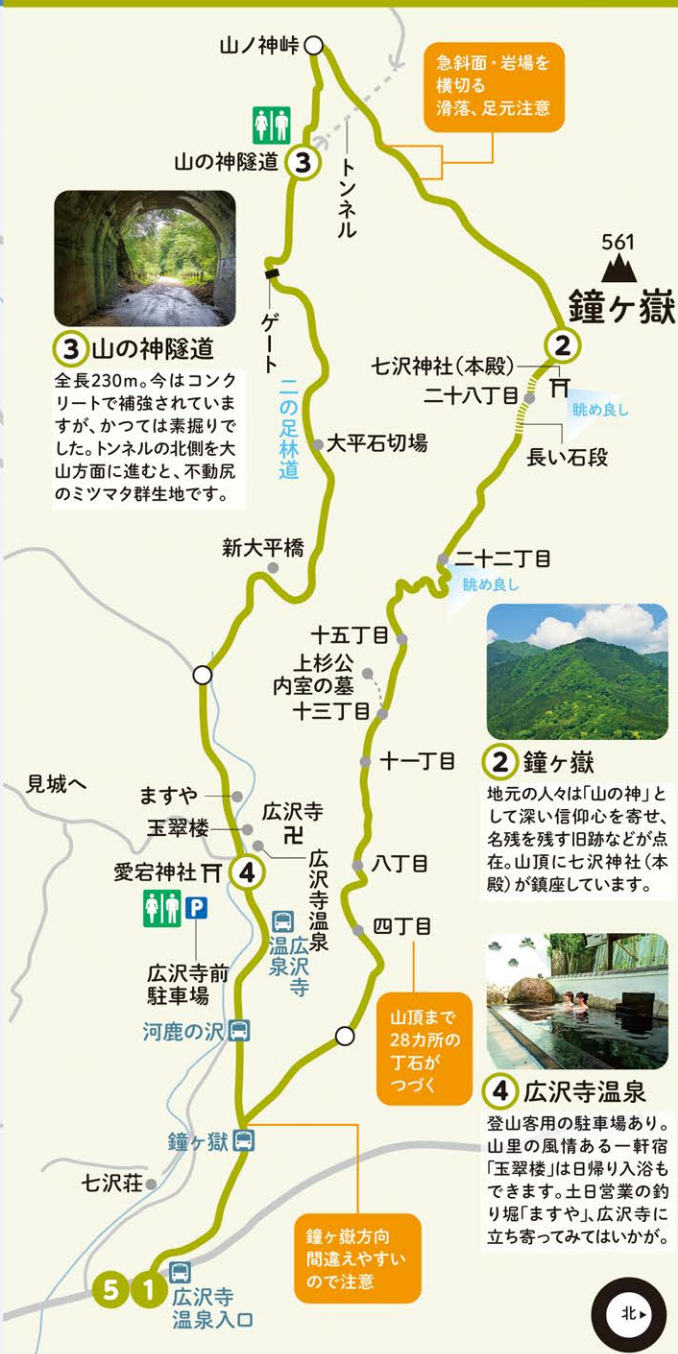 山ノ神峠
急斜面・岩場を
横切る
滑落、足元注意
山の神隧道
3
トンネル
561
鐘ヶ嶽
2
ゲート
七沢神社(本殿)
二十八丁目
眺め良し
長い石段
3 山の神隧道
全長230m。今はコンク
リートで補強されていま
すが、かつては素掘りで
した。トンネルの北側を大
山方面に進むと、不動尻
のミツマタ群生地です。
二の足林道
大平石切場
新大平橋
二十二丁目
眺め良し
十五丁目
上杉公
内室の墓
十三丁目
十一丁目
2 鐘ヶ嶽
地元の人々は「山の神」と
して深い信仰心を寄せ、
名残を残す旧跡などが点
在。山頂に七沢神社(本
殿)が鎮座しています。
見城へ
ますや
玉翠楼
広沢寺
卍
広沢寺温泉
愛宕神社
4
P
広沢寺前
駐車場
広沢寺
温泉
八丁目
四丁目
河鹿の沢
山頂まで
28カ所の
丁石が
つづく
4 広沢寺温泉
登山客用の駐車場あり。
山里の風情ある一軒宿
「玉翠楼」は日帰り入浴も
できます。土日営業の釣
り堀「ますや」、広沢寺に
立ち寄ってみてはいかが。
鐘ヶ嶽
七沢荘
鐘ヶ嶽方向
間違えやすい
ので注意
5
1
広沢寺
温泉入口
北